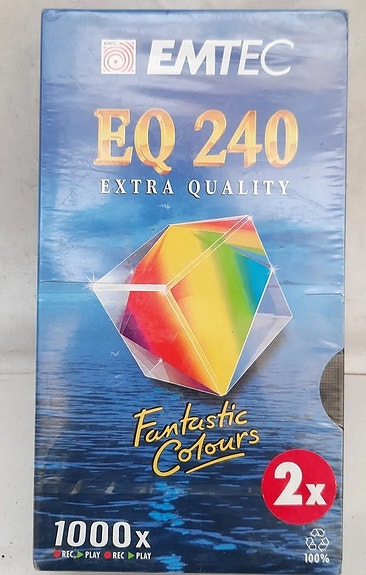 EMTEC
EQ 240
EXTRA QUALITY
Fantastic
Colours
2x
1000x
REC PLAY REC PLAY
100%